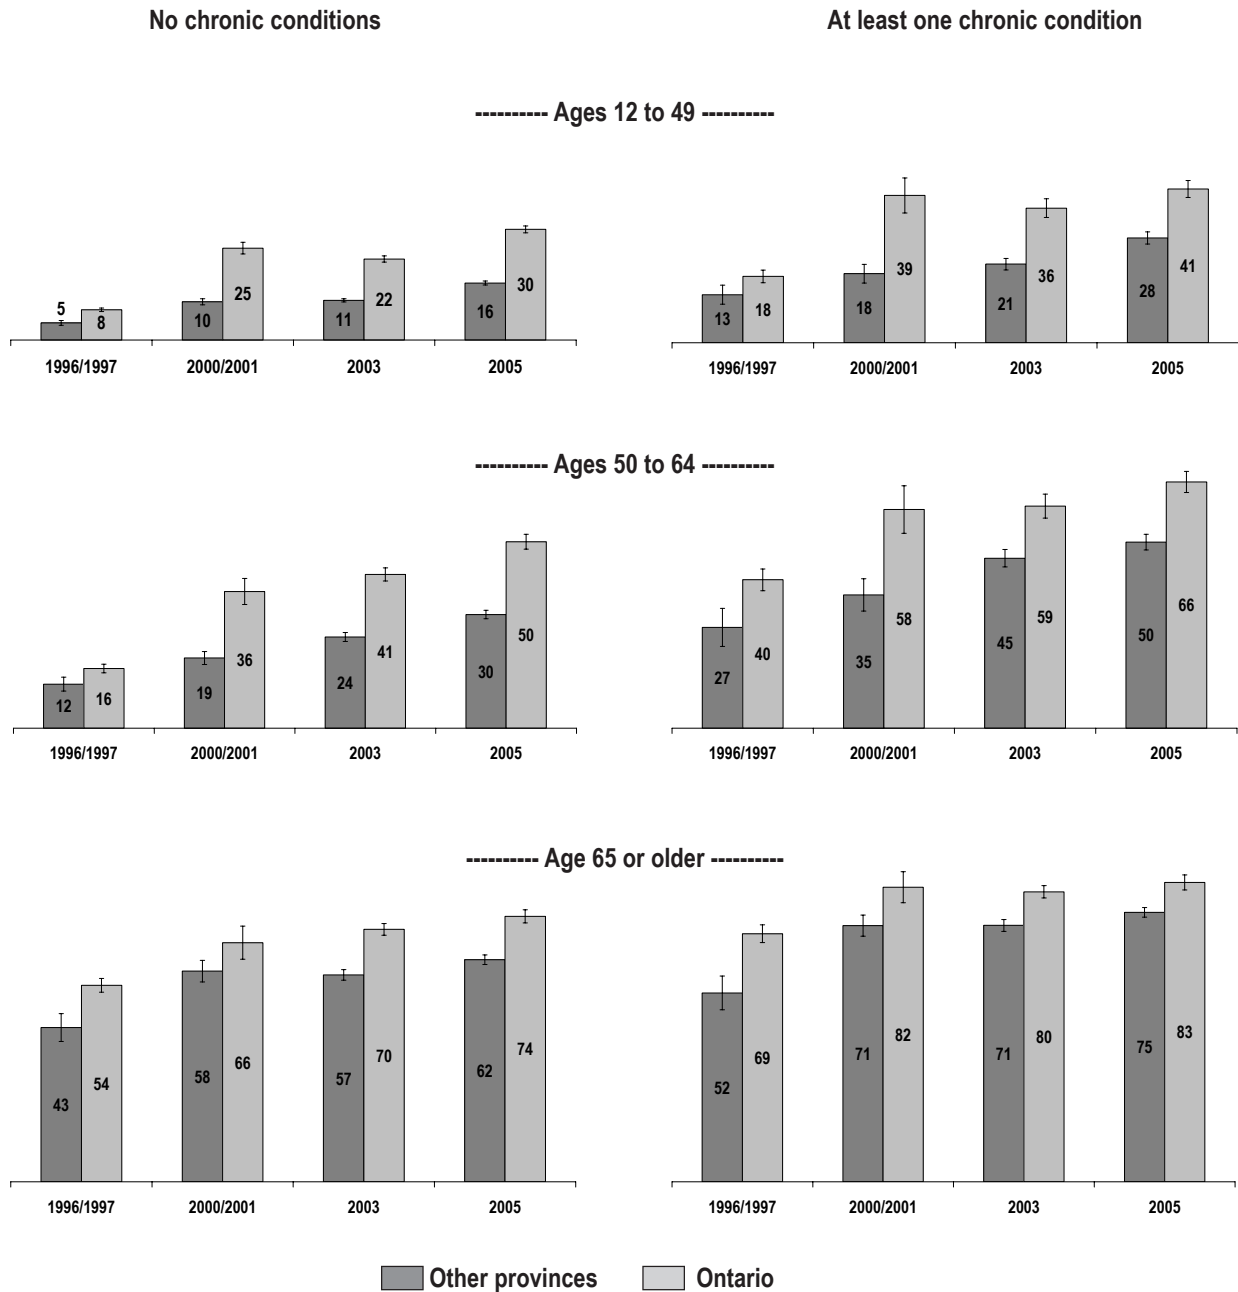 No chronic conditions
At least one chronic condition
---------- Ages 12 to 49 ----------
5 8 10 25 11 22 16 30
1996/1997 2000/2001 2003 2005
13 18 18 39 21 36 28 41
1996/1997 2000/2001 2003 2005
---------- Ages 50 to 64 ----------
12 16 19 36 24 41 30 50
1996/1997 2000/2001 2003 2005
27 40 35 58 45 59 50 66
1996/1997 2000/2001 2003 2005
---------- Age 65 or older ----------
43 54 58 66 57 70 62 74
1996/1997 2000/2001 2003 2005
52 69 71 82 71 80 75 83
1996/1997 2000/2001 2003 2005
Other provinces Ontario